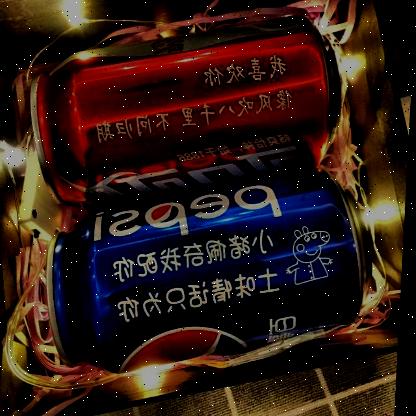 我喜欢你
像风吹八千里 不问归期
pepsi
小猪佩奇我配你
土味情话只为你